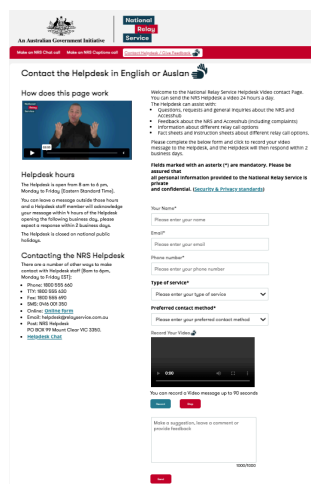 National
Relay
Service
An Australian Government Initiative
Make an NRS Chat call Make an NRS Captions call Contact Helpdesk / Give Feedback
Contact the Helpdesk in English or Auslan
How does this page work
Helpdesk hours
The Helpdesk is open from 8 am to 6 pm,
Monday to Friday (Eastern Standard Time).
You can leave a message outside those hours
and a Helpdesk staff member will acknowledge
your message within 4 hours of the Helpdesk
opening the following business day, please
expect a response within 2 business days.
The Helpdesk is closed on national public
holidays.
Contacting the NRS Helpdesk
There are a number of other ways to make
contact with Helpdesk staff (8am to 6pm,
Monday to Friday EST):
Phone: 1800 555 660
TTY: 1800 555 630
Fax: 1800 555 690
SMS: 0416 001 350
Online: Online form
Email: helpdesk@relayservice.com.au
Post: NRS Helpdesk
PO BOX 99 Mount Clear VIC 3350.
Helpdesk Chat
Welcome to the National Relay Service Helpdesk Video contact Page.
You can send the NRS Helpdesk a video 24 hours a day.
The Helpdesk can assist with:
Questions, requests and general inquiries about the NRS and
Accesshub
Feedback about the NRS and Accesshub (including complaints)
Information about different relay call options
Fact sheets and instruction sheets about different relay call options,
Please complete the below form and click to record your video
message to the Helpdesk, and the Helpdesk will then respond within 2
business days.
Fields marked with an asterix (*) are mandatory. Please be
assured that
all personal information provided to the National Relay Service is
private
and confidential. (Security & Privacy standards)
Your Name*
Please enter your name
Email*
Please enter your email
Phone number*
Please enter your phone number
Type of service*
Please enter your type of service
Preferred contact method*
Please enter your preferred contact method
Record Your Video
0:00
You can record a Video message up to 90 seconds
Record Stop
Make a suggestion, leave a comment or
provide feedback
1000/1000
Send